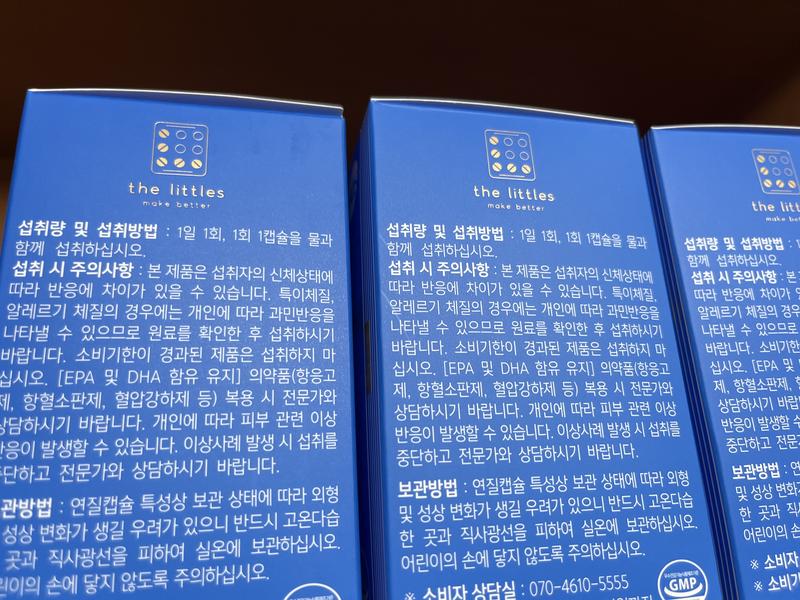 the littles
make better
섭취량 및 섭취방법 : 1일 1회, 1회 1캡슐을 물과
함께 섭취하십시오.
섭취 시 주의사항 : 본 제품은 섭취자의 신체상태에
따라 반응에 차이가 있을 수 있습니다. 특이체질,
알레르기 체질의 경우에는 개인에 따라 과민반응을
나타낼 수 있으므로 원료를 확인한 후 섭취하시기
바랍니다. 소비기한이 경과된 제품은 섭취하지 마
십시오. [EPA 및 DHA 함유 유지] 의약품(항응고
제, 항혈소판제, 혈압강하제 등) 복용 시 전문가와
상담하시기 바랍니다. 개인에 따라 피부 관련 이상
반응이 발생할 수 있습니다. 이상사례 발생 시 섭취를
중단하고 전문가와 상담하시기 바랍니다.
관방법 : 연질캡슐 특성상 보관 상태에 따라 외형
성상 변화가 생길 우려가 있으니 반드시 고온다습
곳과 직사광선을 피하여 실온에 보관하십시오.
린이의 손에 닿지 않도록 주의하십시오.
the littles
make better
섭취량 및 섭취방법 : 1일 1회, 1회 1캡슐을 물과
함께 섭취하십시오.
섭취 시 주의사항 : 본 제품은 섭취자의 신체상태에
따라 반응에 차이가 있을 수 있습니다. 특이체질,
알레르기 체질의 경우에는 개인에 따라 과민반응을
나타낼 수 있으므로 원료를 확인한 후 섭취하시기
바랍니다. 소비기한이 경과된 제품은 섭취하지 마
십시오. [EPA 및 DHA 함유 유지] 의약품(항응고
제, 항혈소판제, 혈압강하제 등) 복용 시 전문가와
상담하시기 바랍니다. 개인에 따라 피부 관련 이상
반응이 발생할 수 있습니다. 이상사례 발생 시 섭취를
중단하고 전문가와 상담하시기 바랍니다.
보관방법 : 연질캡슐 특성상 보관 상태에 따라 외형
및 성상 변화가 생길 우려가 있으니 반드시 고온다습
한 곳과 직사광선을 피하여 실온에 보관하십시오.
어린이의 손에 닿지 않도록 주의하십시오.
※ 소비자 상담실 : 070-4610-5555
GMP
the litt
make be
섭취량 및 섭취방법 :
함께 섭취하십시오.
섭취 시 주의사항 : 본 제
따라 반응에 차이가 있
알레르기 체질의 경우
나타낼 수 있으므로
바랍니다. 소비기한
십시오. [EPA 및
제, 항혈소판제,
상담하시기 바랍
반응이 발생할 수
중단하고 전문가
보관방법 : 연
및 성상 변화
한 곳과 직사
어린이의 손
※ 소비자
※ 소비기